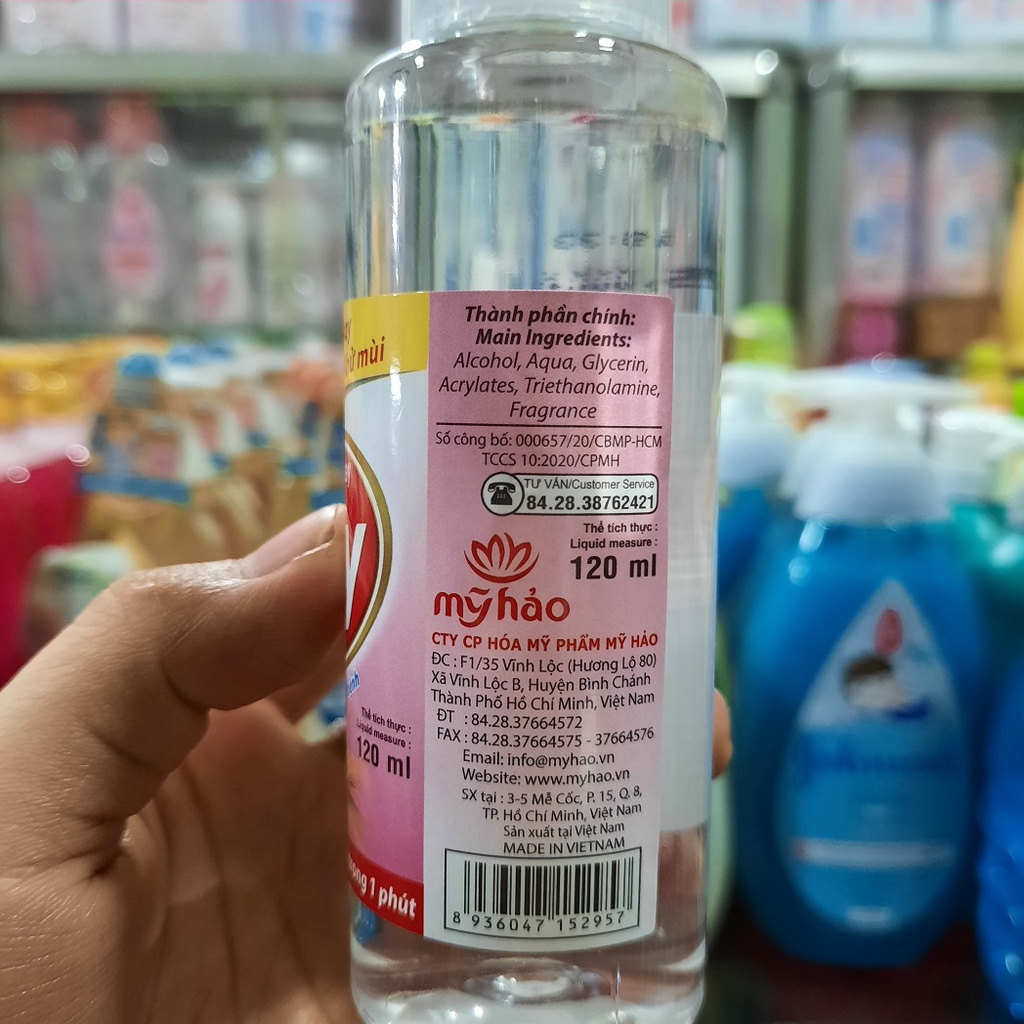 Thành phần chính:
Main Ingredients:
Alcohol, Aqua, Glycerin,
Acrylates, Triethanolamine,
Fragrance
Số công bố: 000657/20/CBMP-HCM
TCCS 10:2020/CPMH
TƯ VẤN/Customer Service
84.28.38762421
Thể tích thực :
Liquid measure :
120 ml
mỹ hảo
CTY CP HÓA MỸ PHẨM MỸ HẢO
ĐC : F1/35 Vĩnh Lộc (Hương Lộ 80)
Xã Vĩnh Lộc B, Huyện Bình Chánh
Thành Phố Hồ Chí Minh, Việt Nam
ĐT : 84.28.37664572
FAX : 84.28.37664575 - 37664576
Email: info@myhao.vn
Website: www.myhao.vn
SX tại : 3-5 Mễ Cốc, P. 15, Q. 8,
TP. Hồ Chí Minh, Việt Nam
Sản xuất tại Việt Nam
MADE IN VIETNAM
8 936047 152957
mùi
Thể tích thực :
Liquid measure :
120 ml
1 phút
Johnson's